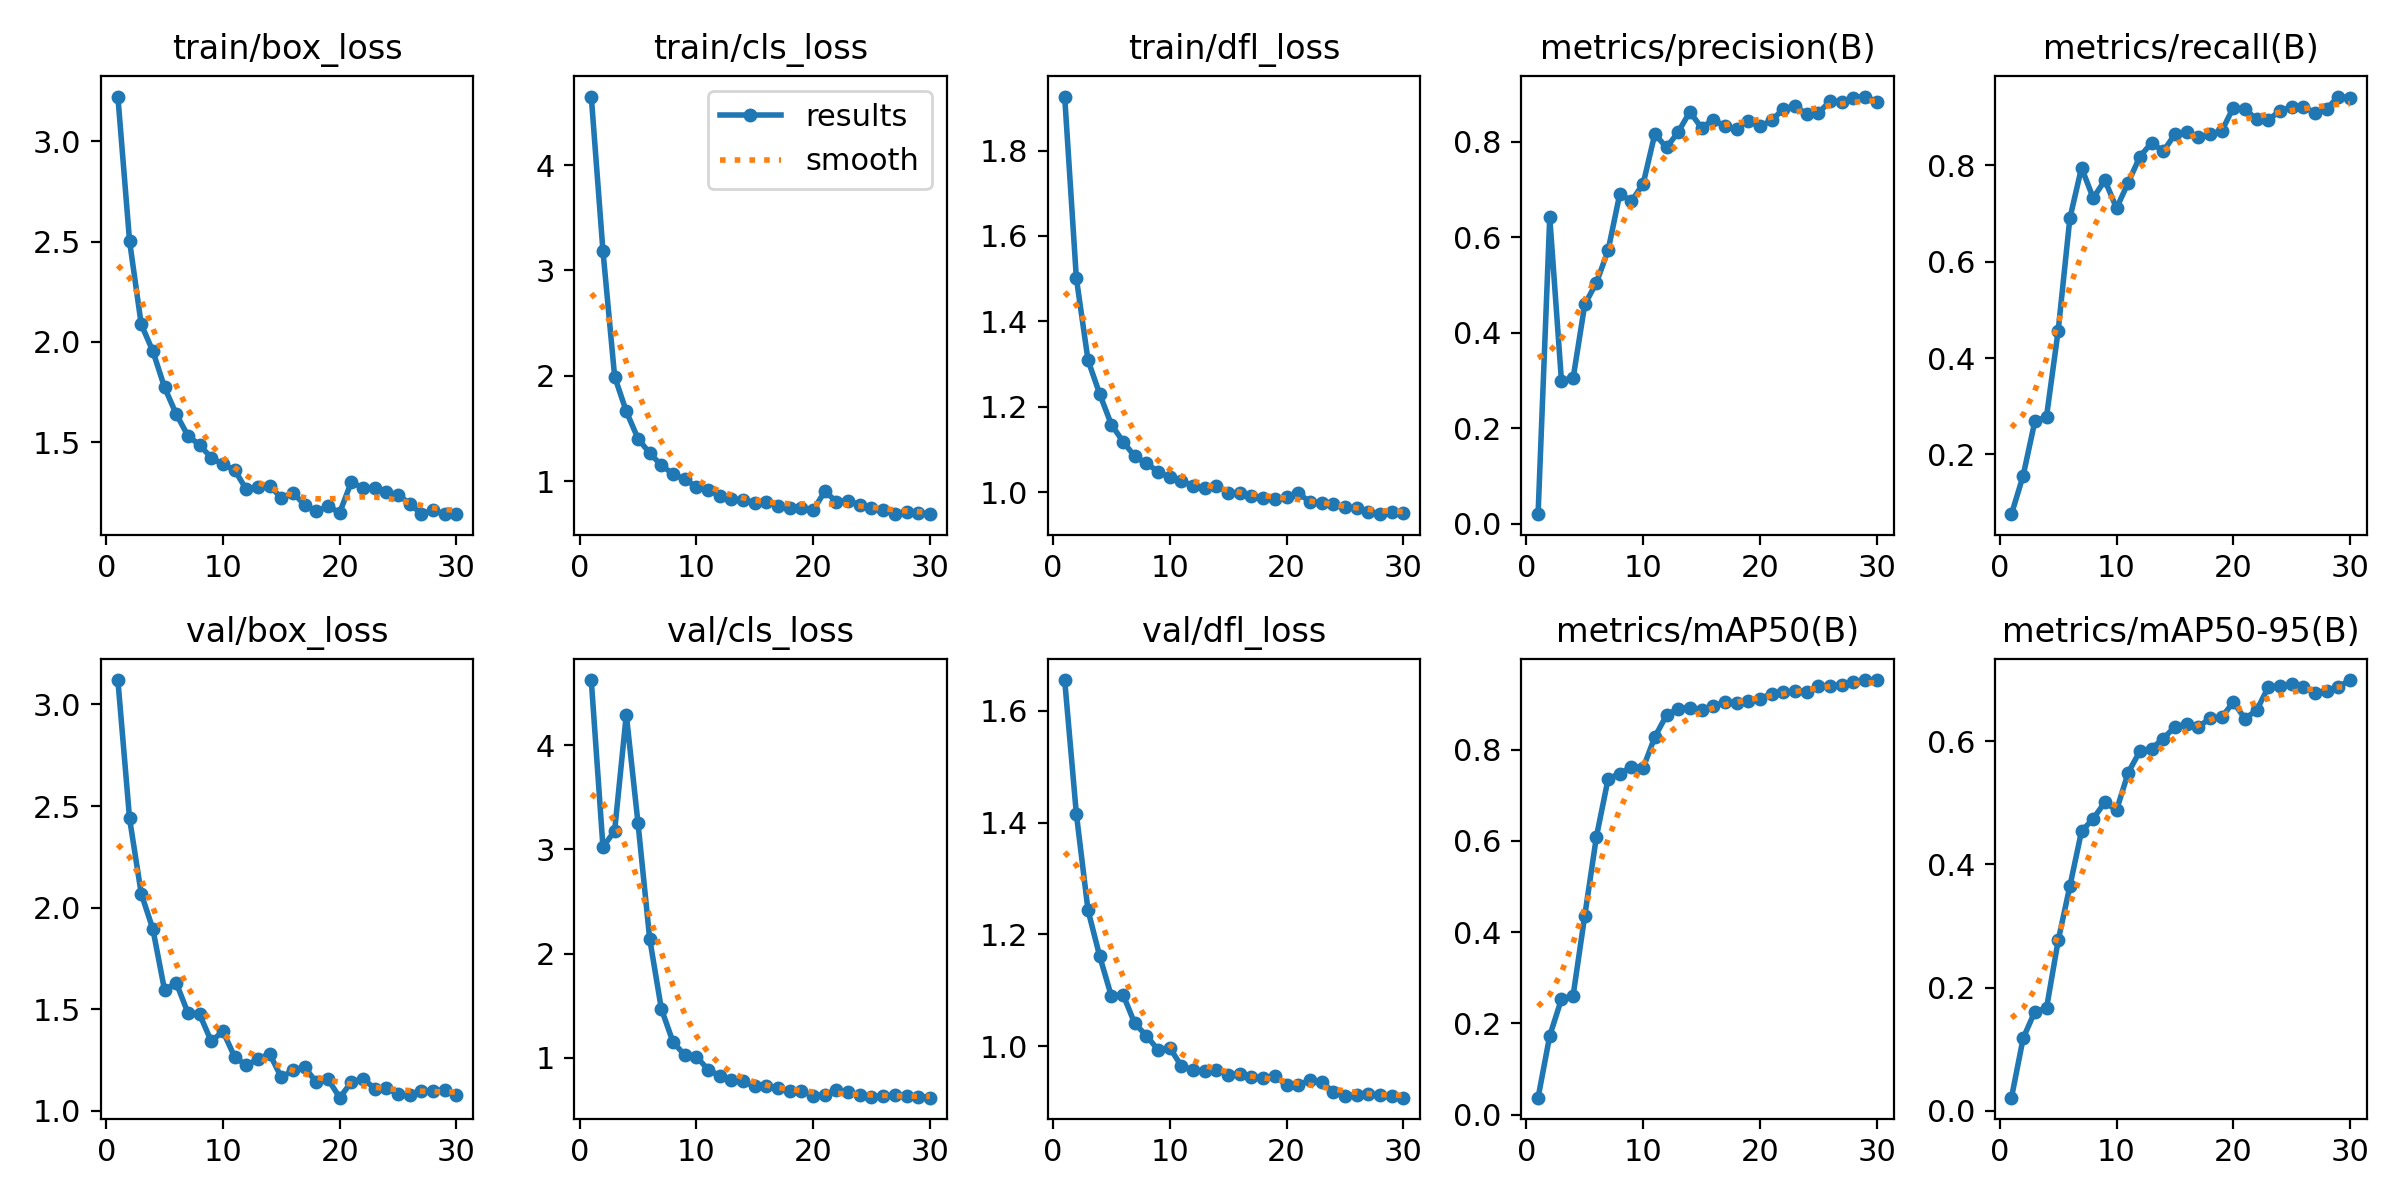 train/box_loss
3.0
2.5
2.0
1.5
0 10 20 30
train/cls_loss
results
smooth
4
3
2
1
0 10 20 30
train/dfl_loss
1.8
1.6
1.4
1.2
1.0
0 10 20 30
metrics/precision(B)
0.8
0.6
0.4
0.2
0.0
0 10 20 30
metrics/recall(B)
0.8
0.6
0.4
0.2
0 10 20 30
val/box_loss
3.0
2.5
2.0
1.5
1.0
0 10 20 30
val/cls_loss
4
3
2
1
0 10 20 30
val/dfl_loss
1.6
1.4
1.2
1.0
0 10 20 30
metrics/mAP50(B)
0.8
0.6
0.4
0.2
0.0
0 10 20 30
metrics/mAP50-95(B)
0.6
0.4
0.2
0.0
0 10 20 30